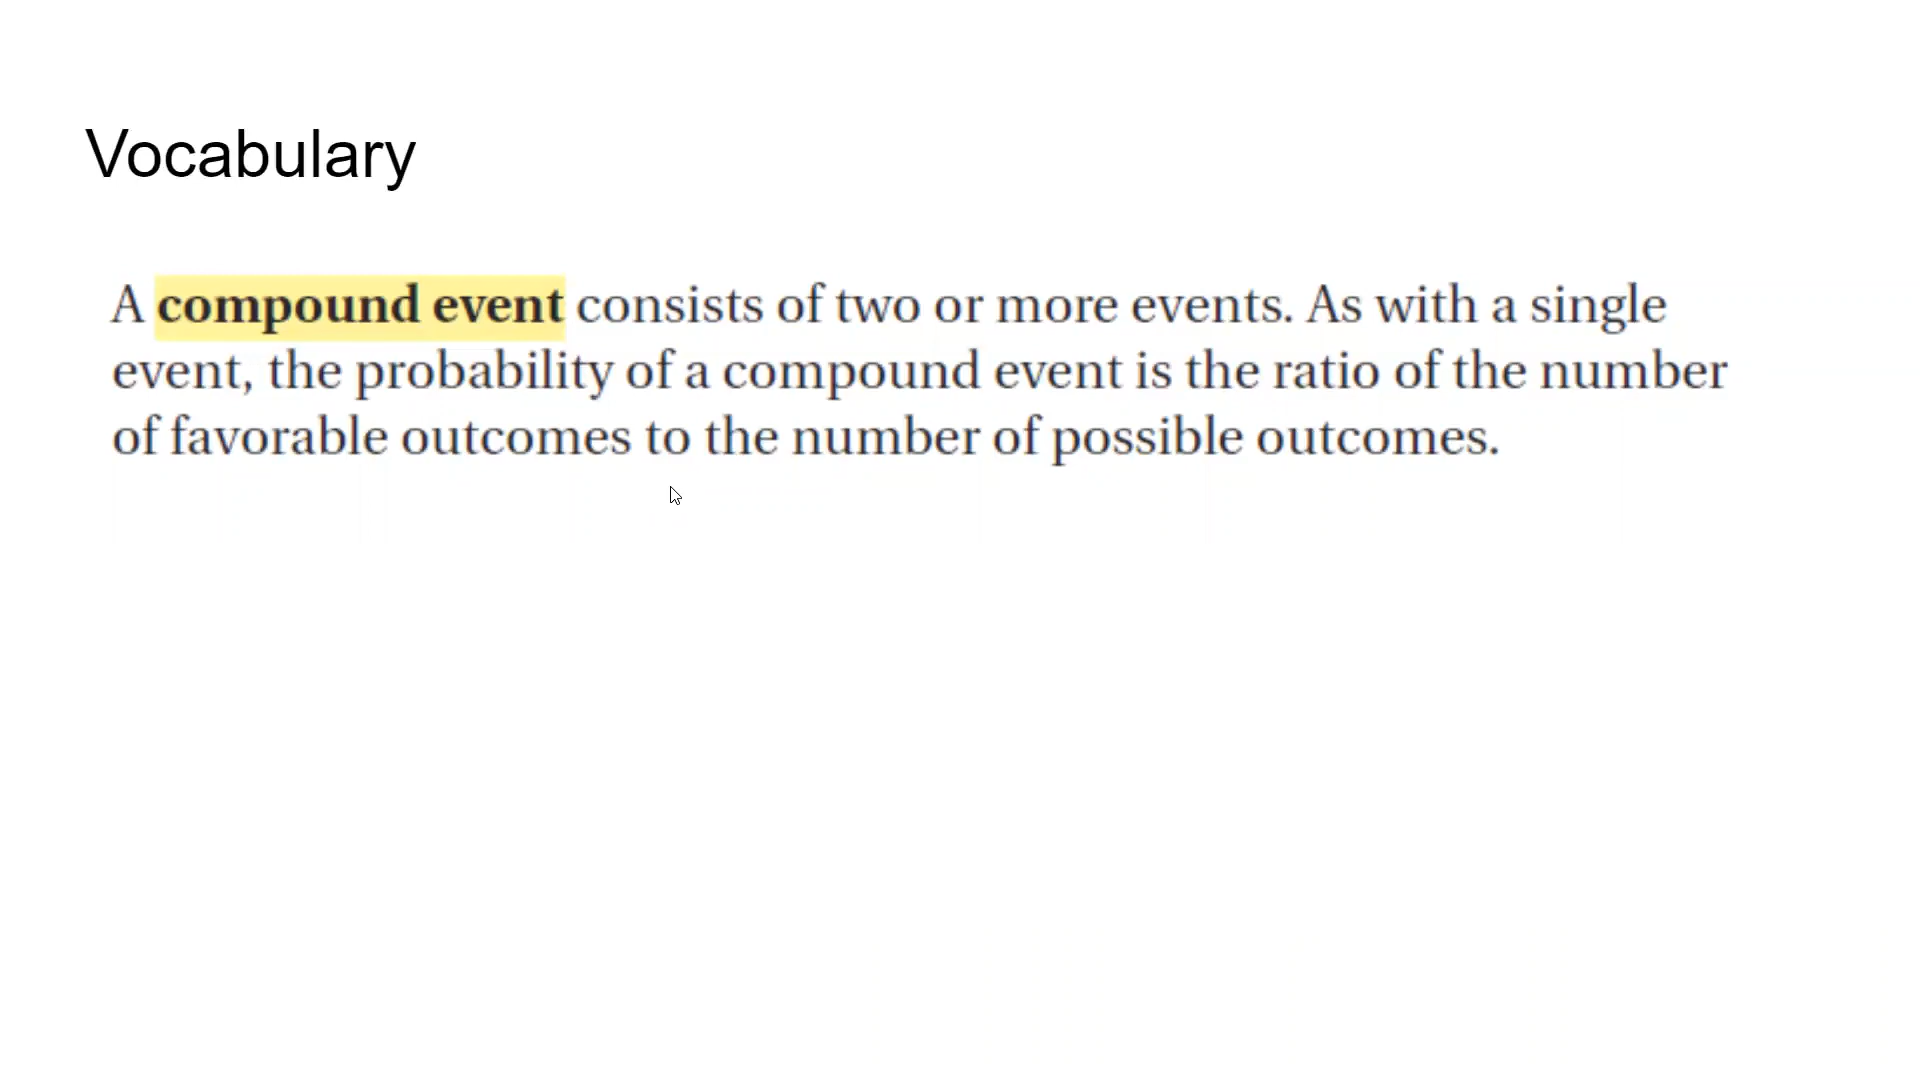 Vocabulary
A compound event consists of two or more events. As with a single
event, the probability of a compound event is the ratio of the number
of favorable outcomes to the number of possible outcomes.